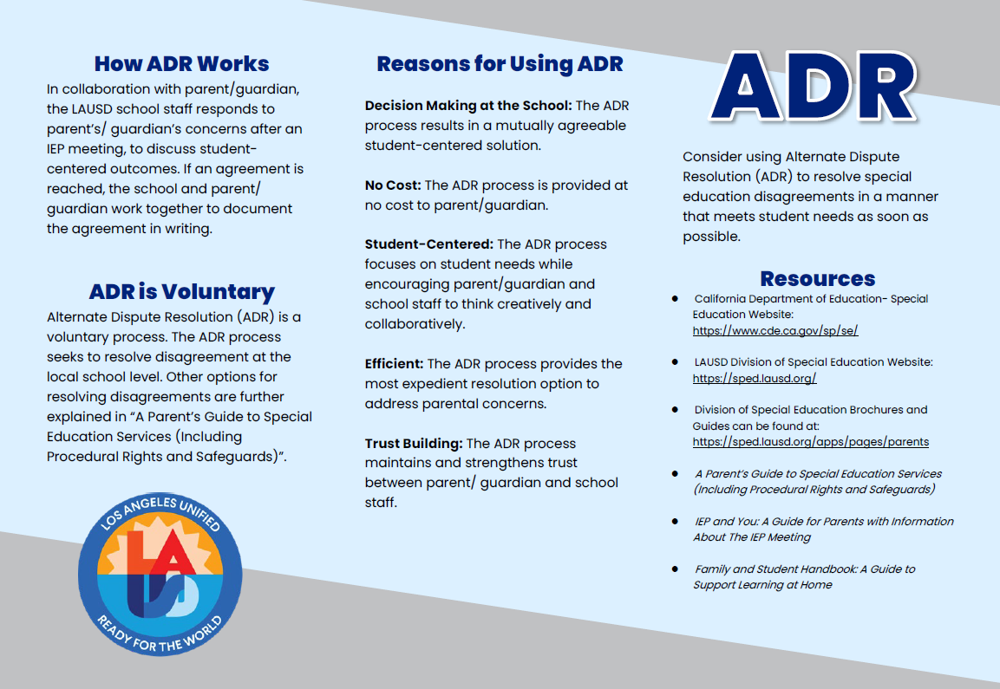 How ADR Works
In collaboration with parent/guardian,
the LAUSD school staff responds to
parent's/ guardian's concerns after an
IEP meeting, to discuss student-
centered outcomes. If an agreement is
reached, the school and parent/
guardian work together to document
the agreement in writing.
ADR is Voluntary
Alternate Dispute Resolution (ADR) is a
voluntary process. The ADR process
seeks to resolve disagreement at the
local school level. Other options for
resolving disagreements are further
explained in “A Parent’s Guide to Special
Education Services (Including
Procedural Rights and Safeguards)”.
LOS ANGELES UNIFIED
LAUSD
READY FOR THE WORLD
Reasons for Using ADR
Decision Making at the School: The ADR
process results in a mutually agreeable
student-centered solution.
No Cost: The ADR process is provided at
no cost to parent/guardian.
Student-Centered: The ADR process
focuses on student needs while
encouraging parent/guardian and
school staff to think creatively and
collaboratively.
Efficient: The ADR process provides the
most expedient resolution option to
address parental concerns.
Trust Building: The ADR process
maintains and strengthens trust
between parent/ guardian and school
staff.
ADR
Consider using Alternate Dispute
Resolution (ADR) to resolve special
education disagreements in a manner
that meets student needs as soon as
possible.
Resources
● California Department of Education- Special
Education Website:
https://www.cde.ca.gov/sp/se/
● LAUSD Division of Special Education Website:
https://sped.lausd.org/
● Division of Special Education Brochures and
Guides can be found at:
https://sped.lausd.org/apps/pages/parents
● A Parent’s Guide to Special Education Services
(Including Procedural Rights and Safeguards)
● IEP and You: A Guide for Parents with Information
About The IEP Meeting
● Family and Student Handbook: A Guide to
Support Learning at Home